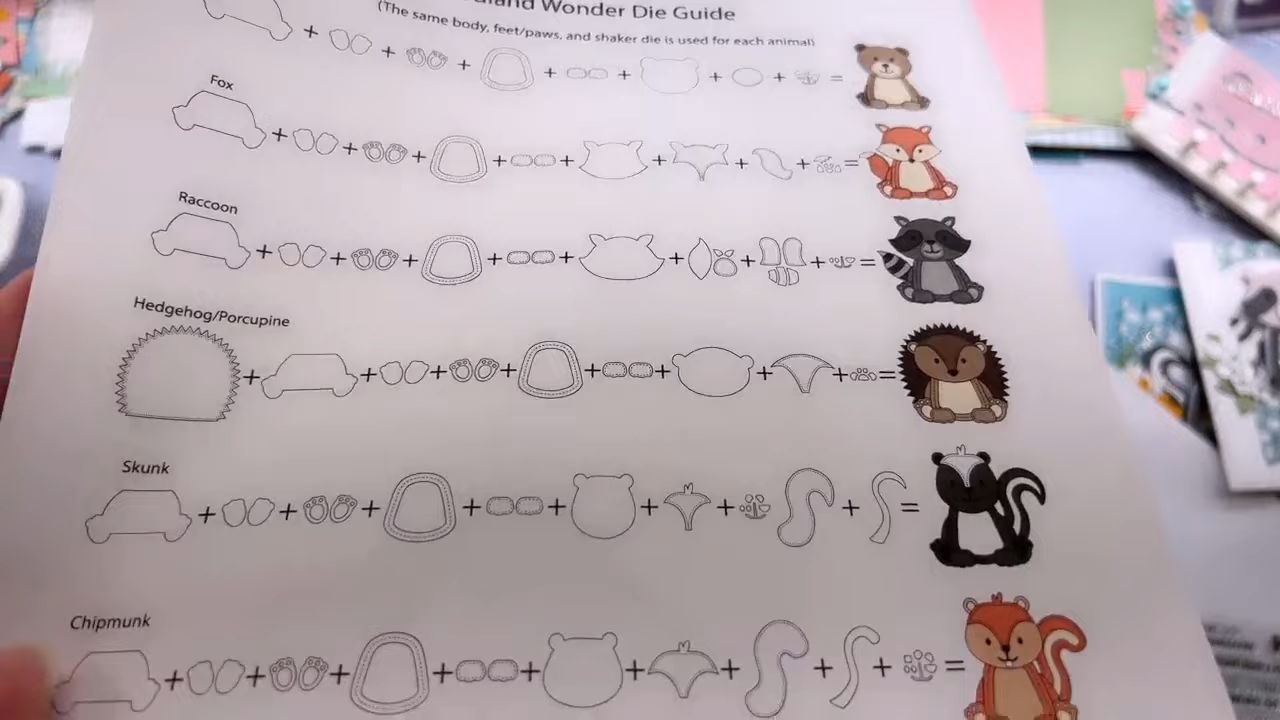 Wonder Die Guide
(The same body, feet/paws, and shaker die is used for each animal)
+ + + + + + + =
Fox
+ + + + + + + + =
Raccoon
+ + + + + + + + =
Hedgehog/Porcupine
+ + + + + + + + =
Skunk
+ + + + + + + + =
Chipmunk
+ + + + + + + + + =